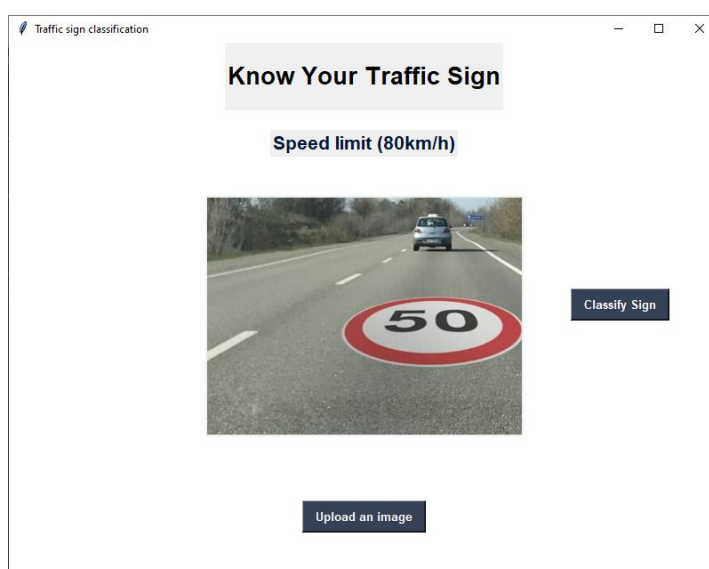 Traffic sign classification
Know Your Traffic Sign
Speed limit (80km/h)
50
Classify Sign
Upload an image